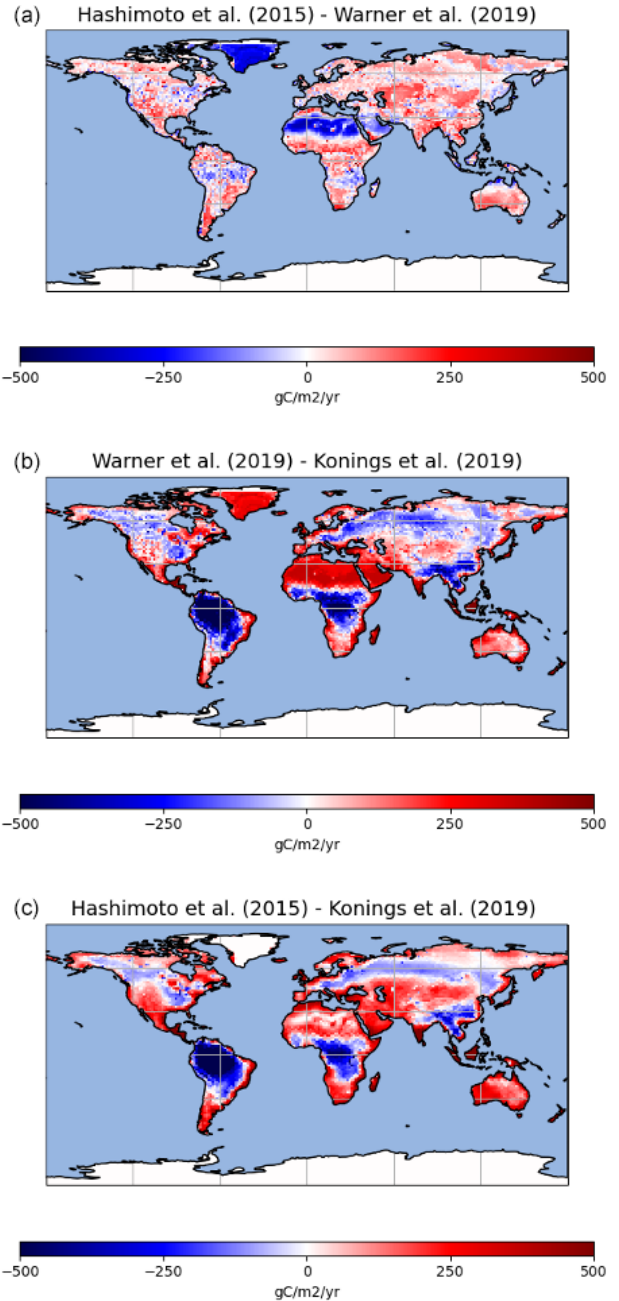 (a) Hashimoto et al. (2015) - Warner et al. (2019)
−500 −250 0 250 500
gC/m2/yr
(b) Warner et al. (2019) - Konings et al. (2019)
−500 −250 0 250 500
gC/m2/yr
(c) Hashimoto et al. (2015) - Konings et al. (2019)
−500 −250 0 250 500
gC/m2/yr